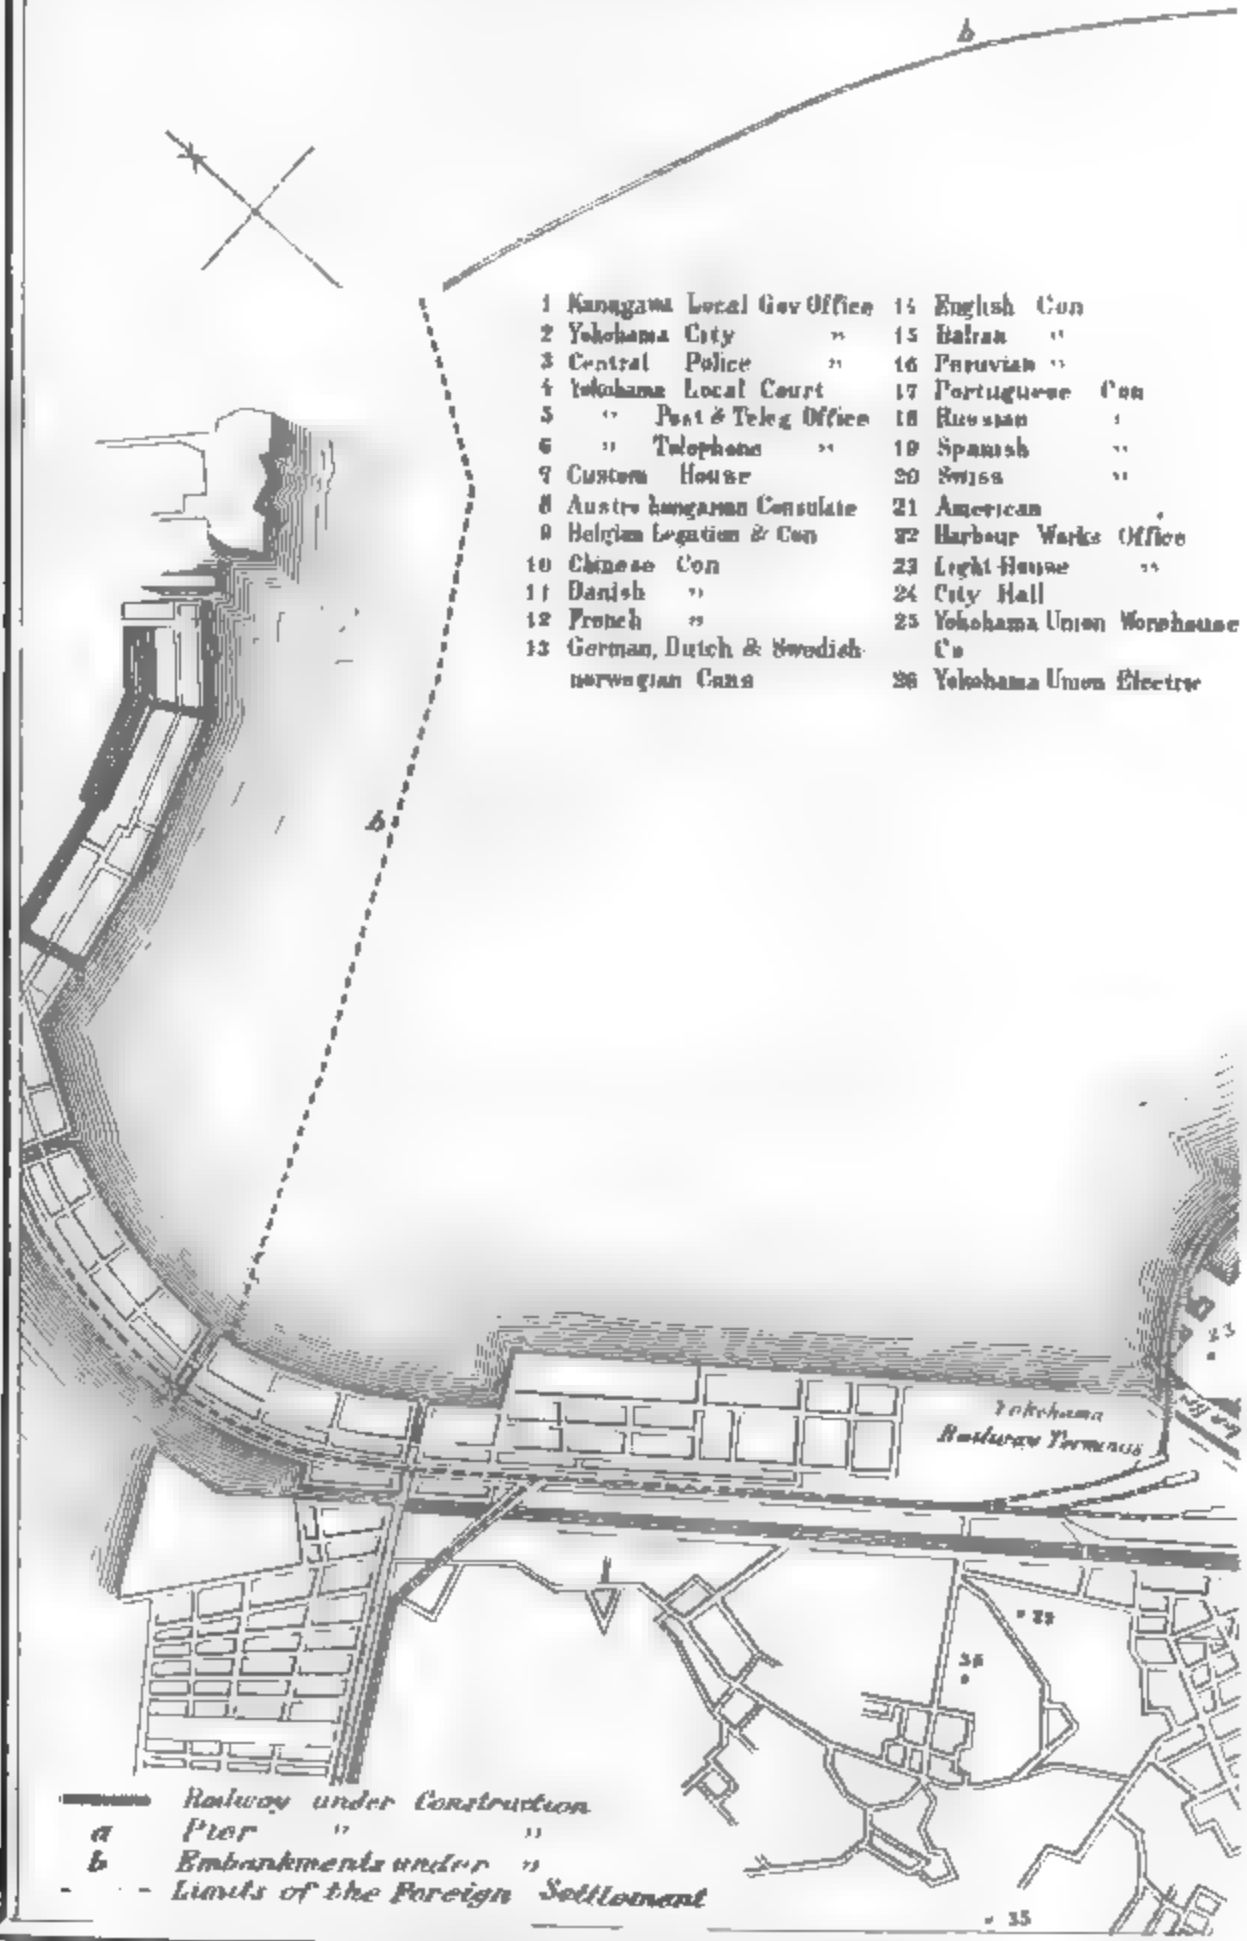 b
1 Kanagawa Local Gov Office
2 Yokohama City "
3 Central Police "
4 Yokohama Local Court
5 " Post & Teleg Office
6 " Telephone "
7 Custom House
8 Austro hungarian Consulate
9 Belgian Legation & Con
10 Chinese Con
11 Danish "
12 French "
13 German, Dutch & Swedish
norwegian Cons
14 English Con
15 Italian "
16 Peruvian "
17 Portuguese Con
18 Russian "
19 Spanish "
20 Swiss "
21 American "
22 Harbour Works Office
23 Light-House "
24 City Hall
25 Yokohama Union Warehouse
Co
26 Yokohama Union Electric
b
23
Yokohama
Railway Terminus
Railway under Construction
a Pier " "
b Embankments under "
Limits of the Foreign Settlement